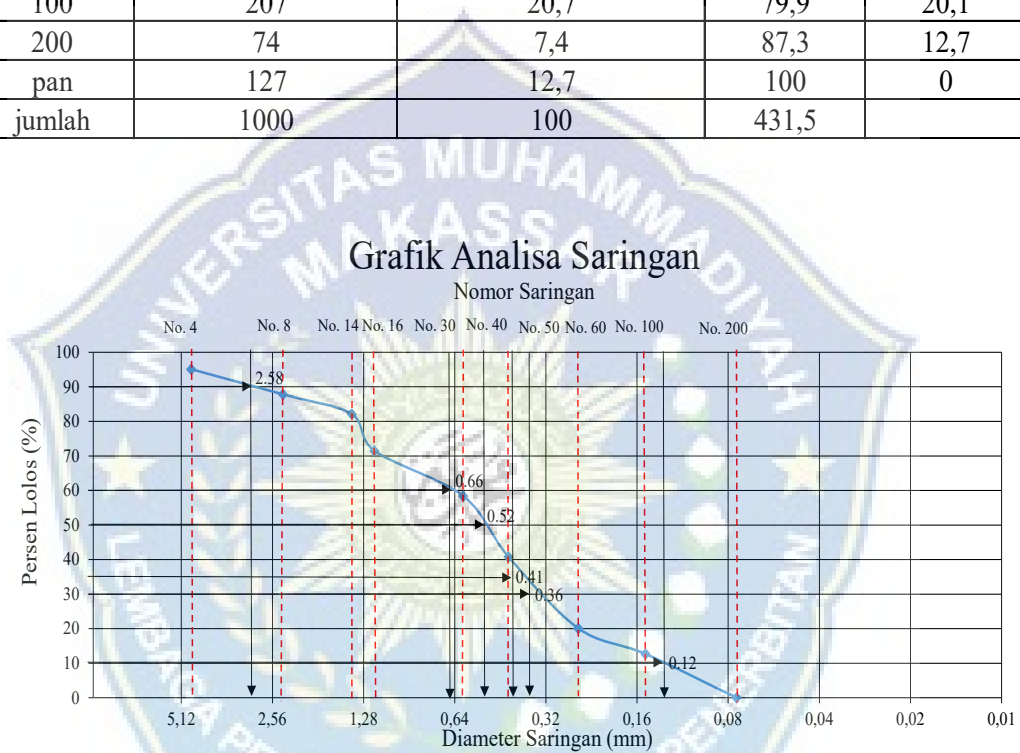 100 207 20,7 79,9 20,1
200 74 7,4 87,3 12,7
pan 127 12,7 100 0
jumlah 1000 100 431,5
UNIVERSITAS MUHAMMADIYAH
MAKASSAR
Grafik Analisa Saringan
Nomor Saringan
No. 4 No. 8 No. 14 No. 16 No. 30 No. 40 No. 50 No. 60 No. 100 No. 200
Persen Lolos (%)
100
90
80
70
60
50
40
30
20
10
0
2.58
0.66
0.52
0.41
0.36
0.12
5,12 2,56 1,28 0,64 0,32 0,16 0,08 0,04 0,02 0,01
Diameter Saringan (mm)